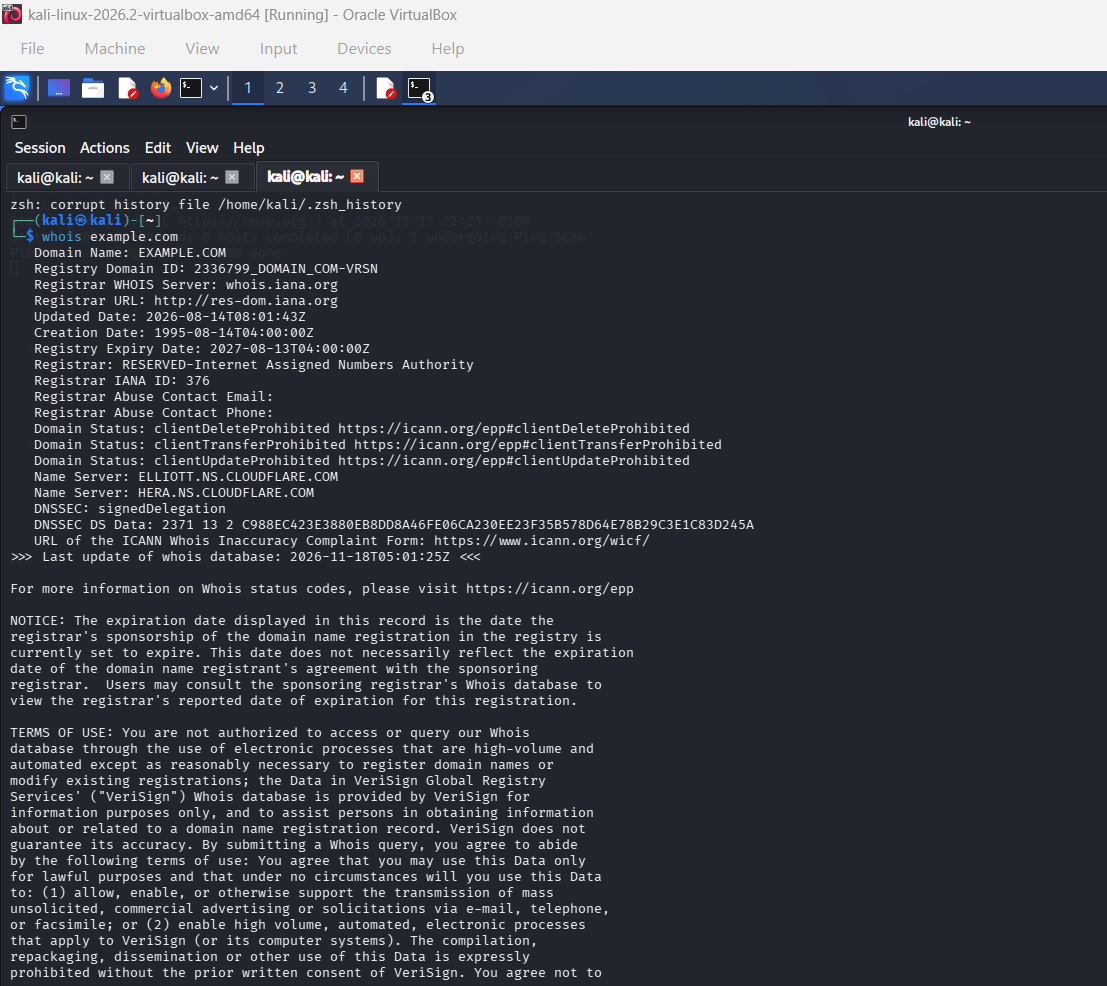 kali-linux-2026.2-virtualbox-amd64 [Running] - Oracle VirtualBox
File Machine View Input Devices Help
1 2 3 4 3
kali@kali: ~
Session Actions Edit View Help
kali@kali: ~ kali@kali: ~ kali@kali: ~
zsh: corrupt history file /home/kali/.zsh_history
┌──(kali㉿kali)-[~] https://nmap.org ) at 2026-11-17 22:23 -0500
└─$ whois example.com 0 hosts completed (0 up), 1 undergoing Ping Scan
Domain Name: EXAMPLE.COM done
Registry Domain ID: 2336799_DOMAIN_COM-VRSN
Registrar WHOIS Server: whois.iana.org
Registrar URL: http://res-dom.iana.org
Updated Date: 2026-08-14T08:01:43Z
Creation Date: 1995-08-14T04:00:00Z
Registry Expiry Date: 2027-08-13T04:00:00Z
Registrar: RESERVED-Internet Assigned Numbers Authority
Registrar IANA ID: 376
Registrar Abuse Contact Email:
Registrar Abuse Contact Phone:
Domain Status: clientDeleteProhibited https://icann.org/epp#clientDeleteProhibited
Domain Status: clientTransferProhibited https://icann.org/epp#clientTransferProhibited
Domain Status: clientUpdateProhibited https://icann.org/epp#clientUpdateProhibited
Name Server: ELLIOTT.NS.CLOUDFLARE.COM
Name Server: HERA.NS.CLOUDFLARE.COM
DNSSEC: signedDelegation
DNSSEC DS Data: 2371 13 2 C988EC423E3880EB8DD8A46FE06CA230EE23F35B578D64E78B29C3E1C83D245A
URL of the ICANN Whois Inaccuracy Complaint Form: https://www.icann.org/wicf/
>>> Last update of whois database: 2026-11-18T05:01:25Z <<<
For more information on Whois status codes, please visit https://icann.org/epp
NOTICE: The expiration date displayed in this record is the date the
registrar's sponsorship of the domain name registration in the registry is
currently set to expire. This date does not necessarily reflect the expiration
date of the domain name registrant's agreement with the sponsoring
registrar.  Users may consult the sponsoring registrar's Whois database to
view the registrar's reported date of expiration for this registration.
TERMS OF USE: You are not authorized to access or query our Whois
database through the use of electronic processes that are high-volume and
automated except as reasonably necessary to register domain names or
modify existing registrations; the Data in VeriSign Global Registry
Services' ("VeriSign") Whois database is provided by VeriSign for
information purposes only, and to assist persons in obtaining information
about or related to a domain name registration record. VeriSign does not
guarantee its accuracy. By submitting a Whois query, you agree to abide
by the following terms of use: You agree that you may use this Data only
for lawful purposes and that under no circumstances will you use this Data
to: (1) allow, enable, or otherwise support the transmission of mass
unsolicited, commercial advertising or solicitations via e-mail, telephone,
or facsimile; or (2) enable high volume, automated, electronic processes
that apply to VeriSign (or its computer systems). The compilation,
repackaging, dissemination or other use of this Data is expressly
prohibited without the prior written consent of VeriSign. You agree not to